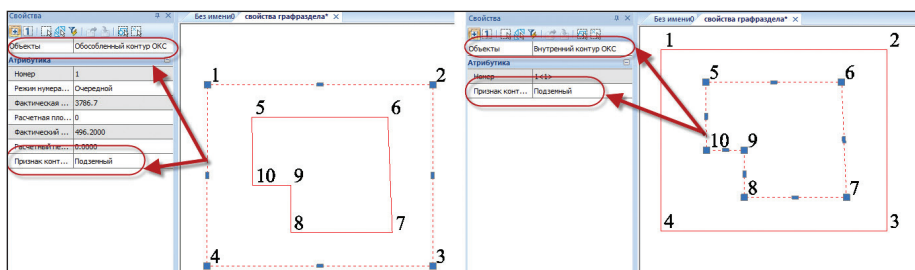 Свойства
Объекты Обособленный контур ОКС
Атрибутика
Номер 1
Режим нумера... Очередной
Фактическая ... 3786.7
Расчетная пло... 0
Фактический ... 496.2000
Расчетный пе... 0.0000
Признак конт... Подземный
Без имени0 свойства графраздела* ×
1 2
5 6
10 9
8 7
4 3
Свойства
Объекты Внутренний контур ОКС
Атрибутика
Номер 1<1>
Признак конт... Подземный
Без имени0 свойства графраздела* ×
1 2
5 6
10 9
8 7
4 3